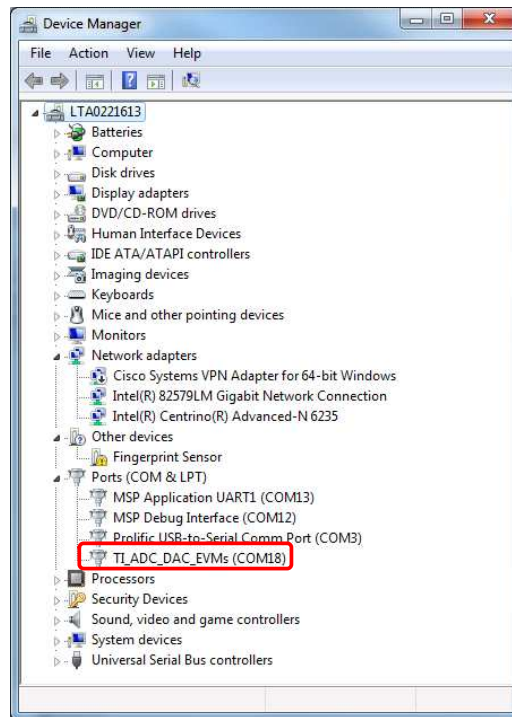 Device Manager
File Action View Help
LTA0221613
Batteries
Computer
Disk drives
Display adapters
DVD/CD-ROM drives
Human Interface Devices
IDE ATA/ATAPI controllers
Imaging devices
Keyboards
Mice and other pointing devices
Monitors
Network adapters
Cisco Systems VPN Adapter for 64-bit Windows
Intel(R) 82579LM Gigabit Network Connection
Intel(R) Centrino(R) Advanced-N 6235
Other devices
Fingerprint Sensor
Ports (COM & LPT)
MSP Application UART1 (COM13)
MSP Debug Interface (COM12)
Prolific USB-to-Serial Comm Port (COM3)
TI_ADC_DAC_EVMs (COM18)
Processors
Security Devices
Sound, video and game controllers
System devices
Universal Serial Bus controllers